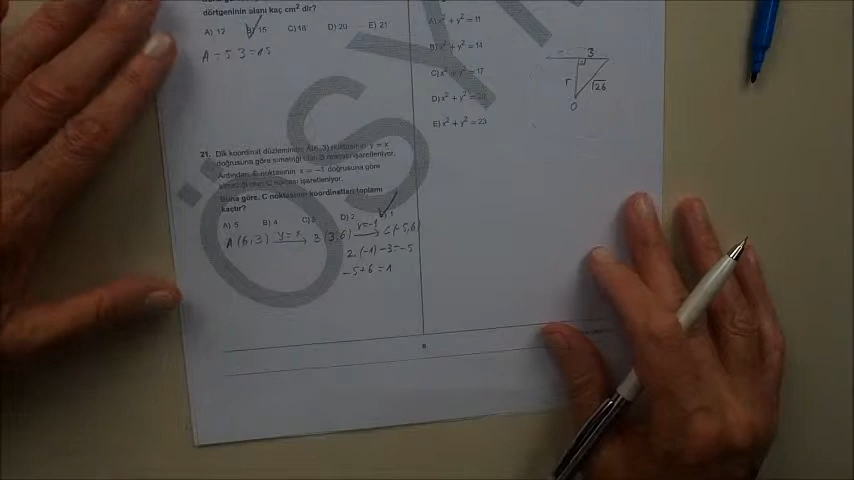 dörtgeninin alanı kaç cm² dir?
A) 12 B) 15 C) 18 D) 20 E) 21
A = 5.3 = 15
21. Dik koordinat düzleminde A(6, 3) noktasının y = x
doğrusuna göre simetriği olan B noktası işaretleniyor.
Ardından B noktasının x = −1 doğrusuna göre
simetriği olan C noktası işaretleniyor.
Buna göre, C noktasının koordinatları toplamı
kaçtır?
A) 5 B) 4 C) 3 D) 2 E) 1
A(6,3) y=x B(3,6) x=-1 C(-5,6)
2.(-1)-3=-5
-5+6=1
A) x² + y² = 11
B) x² + y² = 14
C) x² + y² = 17
D) x² + y² = 20
E) x² + y² = 23
3
r √26
O
8
ÖSYM